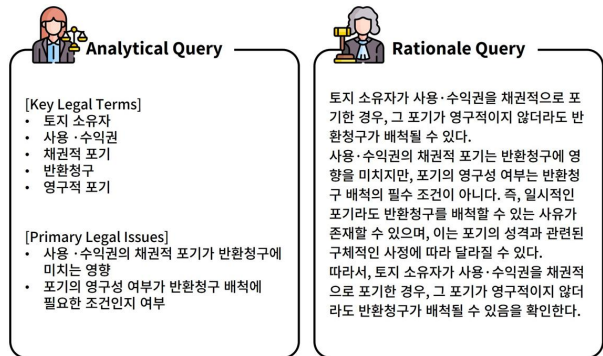 Analytical Query
[Key Legal Terms]
• 토지 소유자
• 사용·수익권
• 채권적 포기
• 반환청구
• 영구적 포기
[Primary Legal Issues]
• 사용·수익권의 채권적 포기가 반환청구에
미치는 영향
• 포기의 영구성 여부가 반환청구 배척에
필요한 조건인지 여부
Rationale Query
토지 소유자가 사용·수익권을 채권적으로 포
기한 경우, 그 포기가 영구적이지 않더라도 반
환청구가 배척될 수 있다.
사용·수익권의 채권적 포기는 반환청구에 영
향을 미치지만, 포기의 영구성 여부는 반환청
구 배척의 필수 조건이 아니다. 즉, 일시적인
포기라도 반환청구를 배척할 수 있는 사유가
존재할 수 있으며, 이는 포기의 성격과 관련된
구체적인 사정에 따라 달라질 수 있다.
따라서, 토지 소유자가 사용·수익권을 채권적
으로 포기한 경우, 그 포기가 영구적이지 않더
라도 반환청구가 배척될 수 있음을 확인한다.